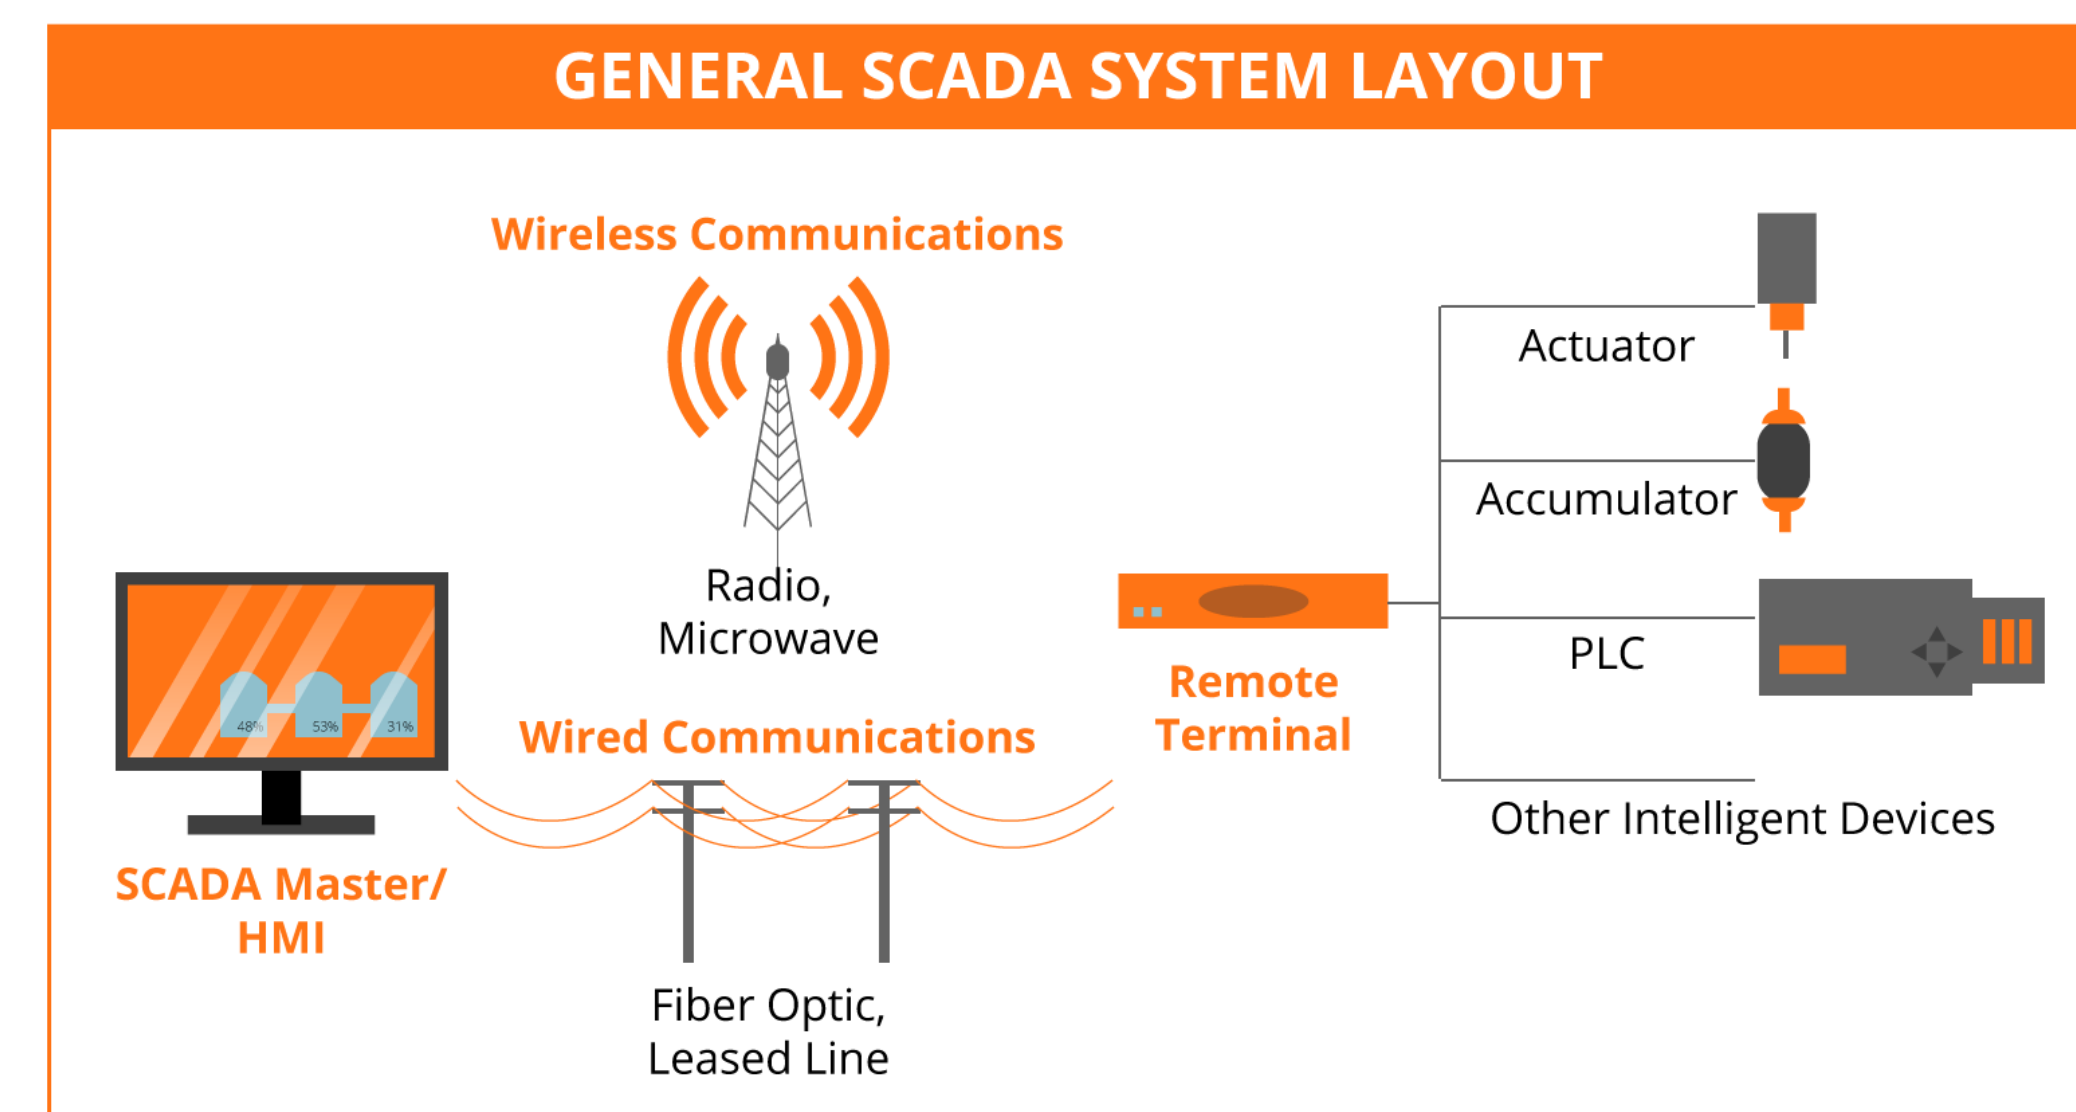 GENERAL SCADA SYSTEM LAYOUT
Wireless Communications
Radio,
Microwave
Wired Communications
Fiber Optic,
Leased Line
48% 53% 31%
SCADA Master/
HMI
Remote
Terminal
Actuator
Accumulator
PLC
Other Intelligent Devices